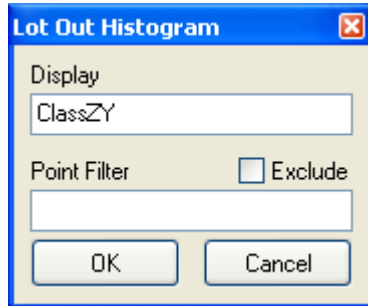 Lot Out Histogram
Display
ClassZY
Point Filter Exclude
OK Cancel